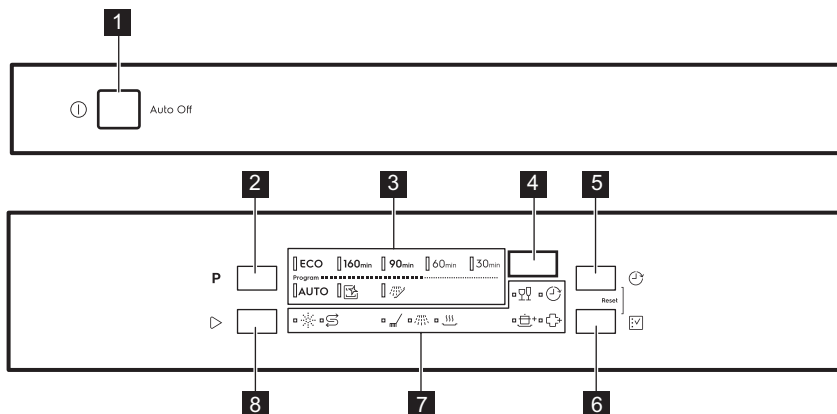 1
Auto Off
2 3 4 5
P ECO 160min 90min 60min 30min
Program
AUTO
Reset
8 7 6